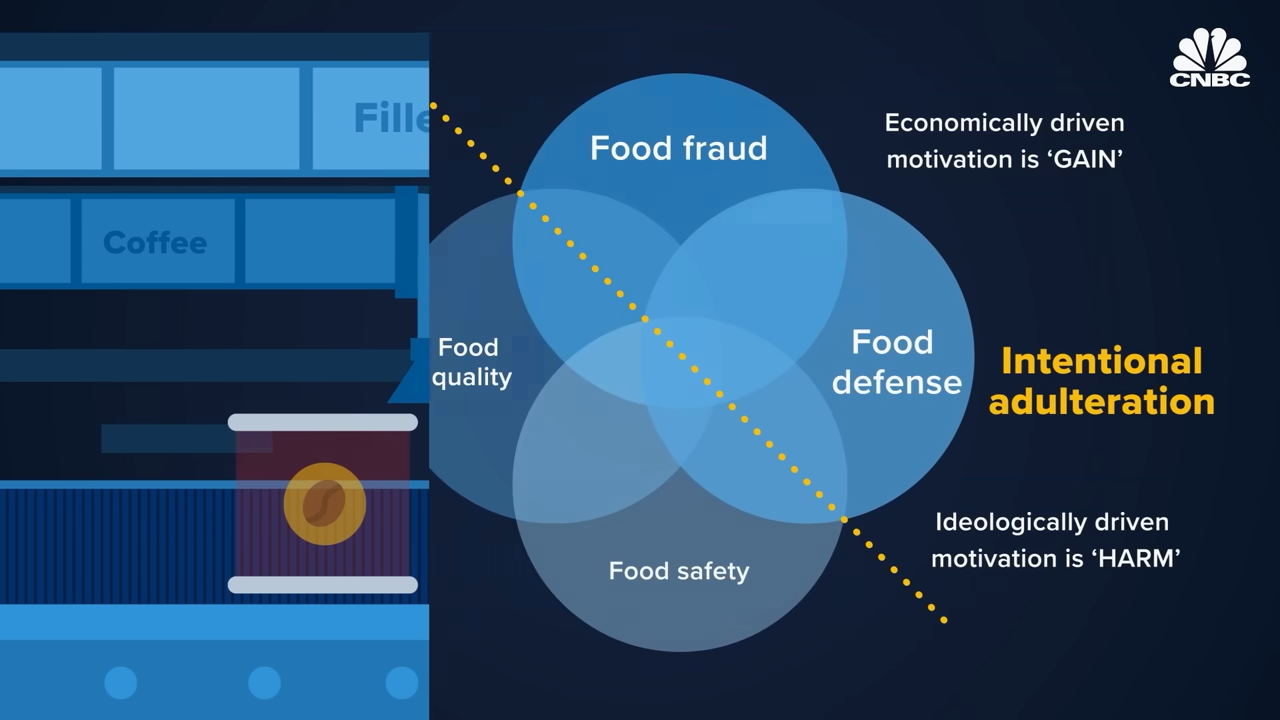 CNBC
Fille
Coffee
Food fraud
Economically driven
motivation is ‘GAIN’
Food
quality
Food
defense
Intentional
adulteration
Ideologically driven
motivation is ‘HARM’
Food safety